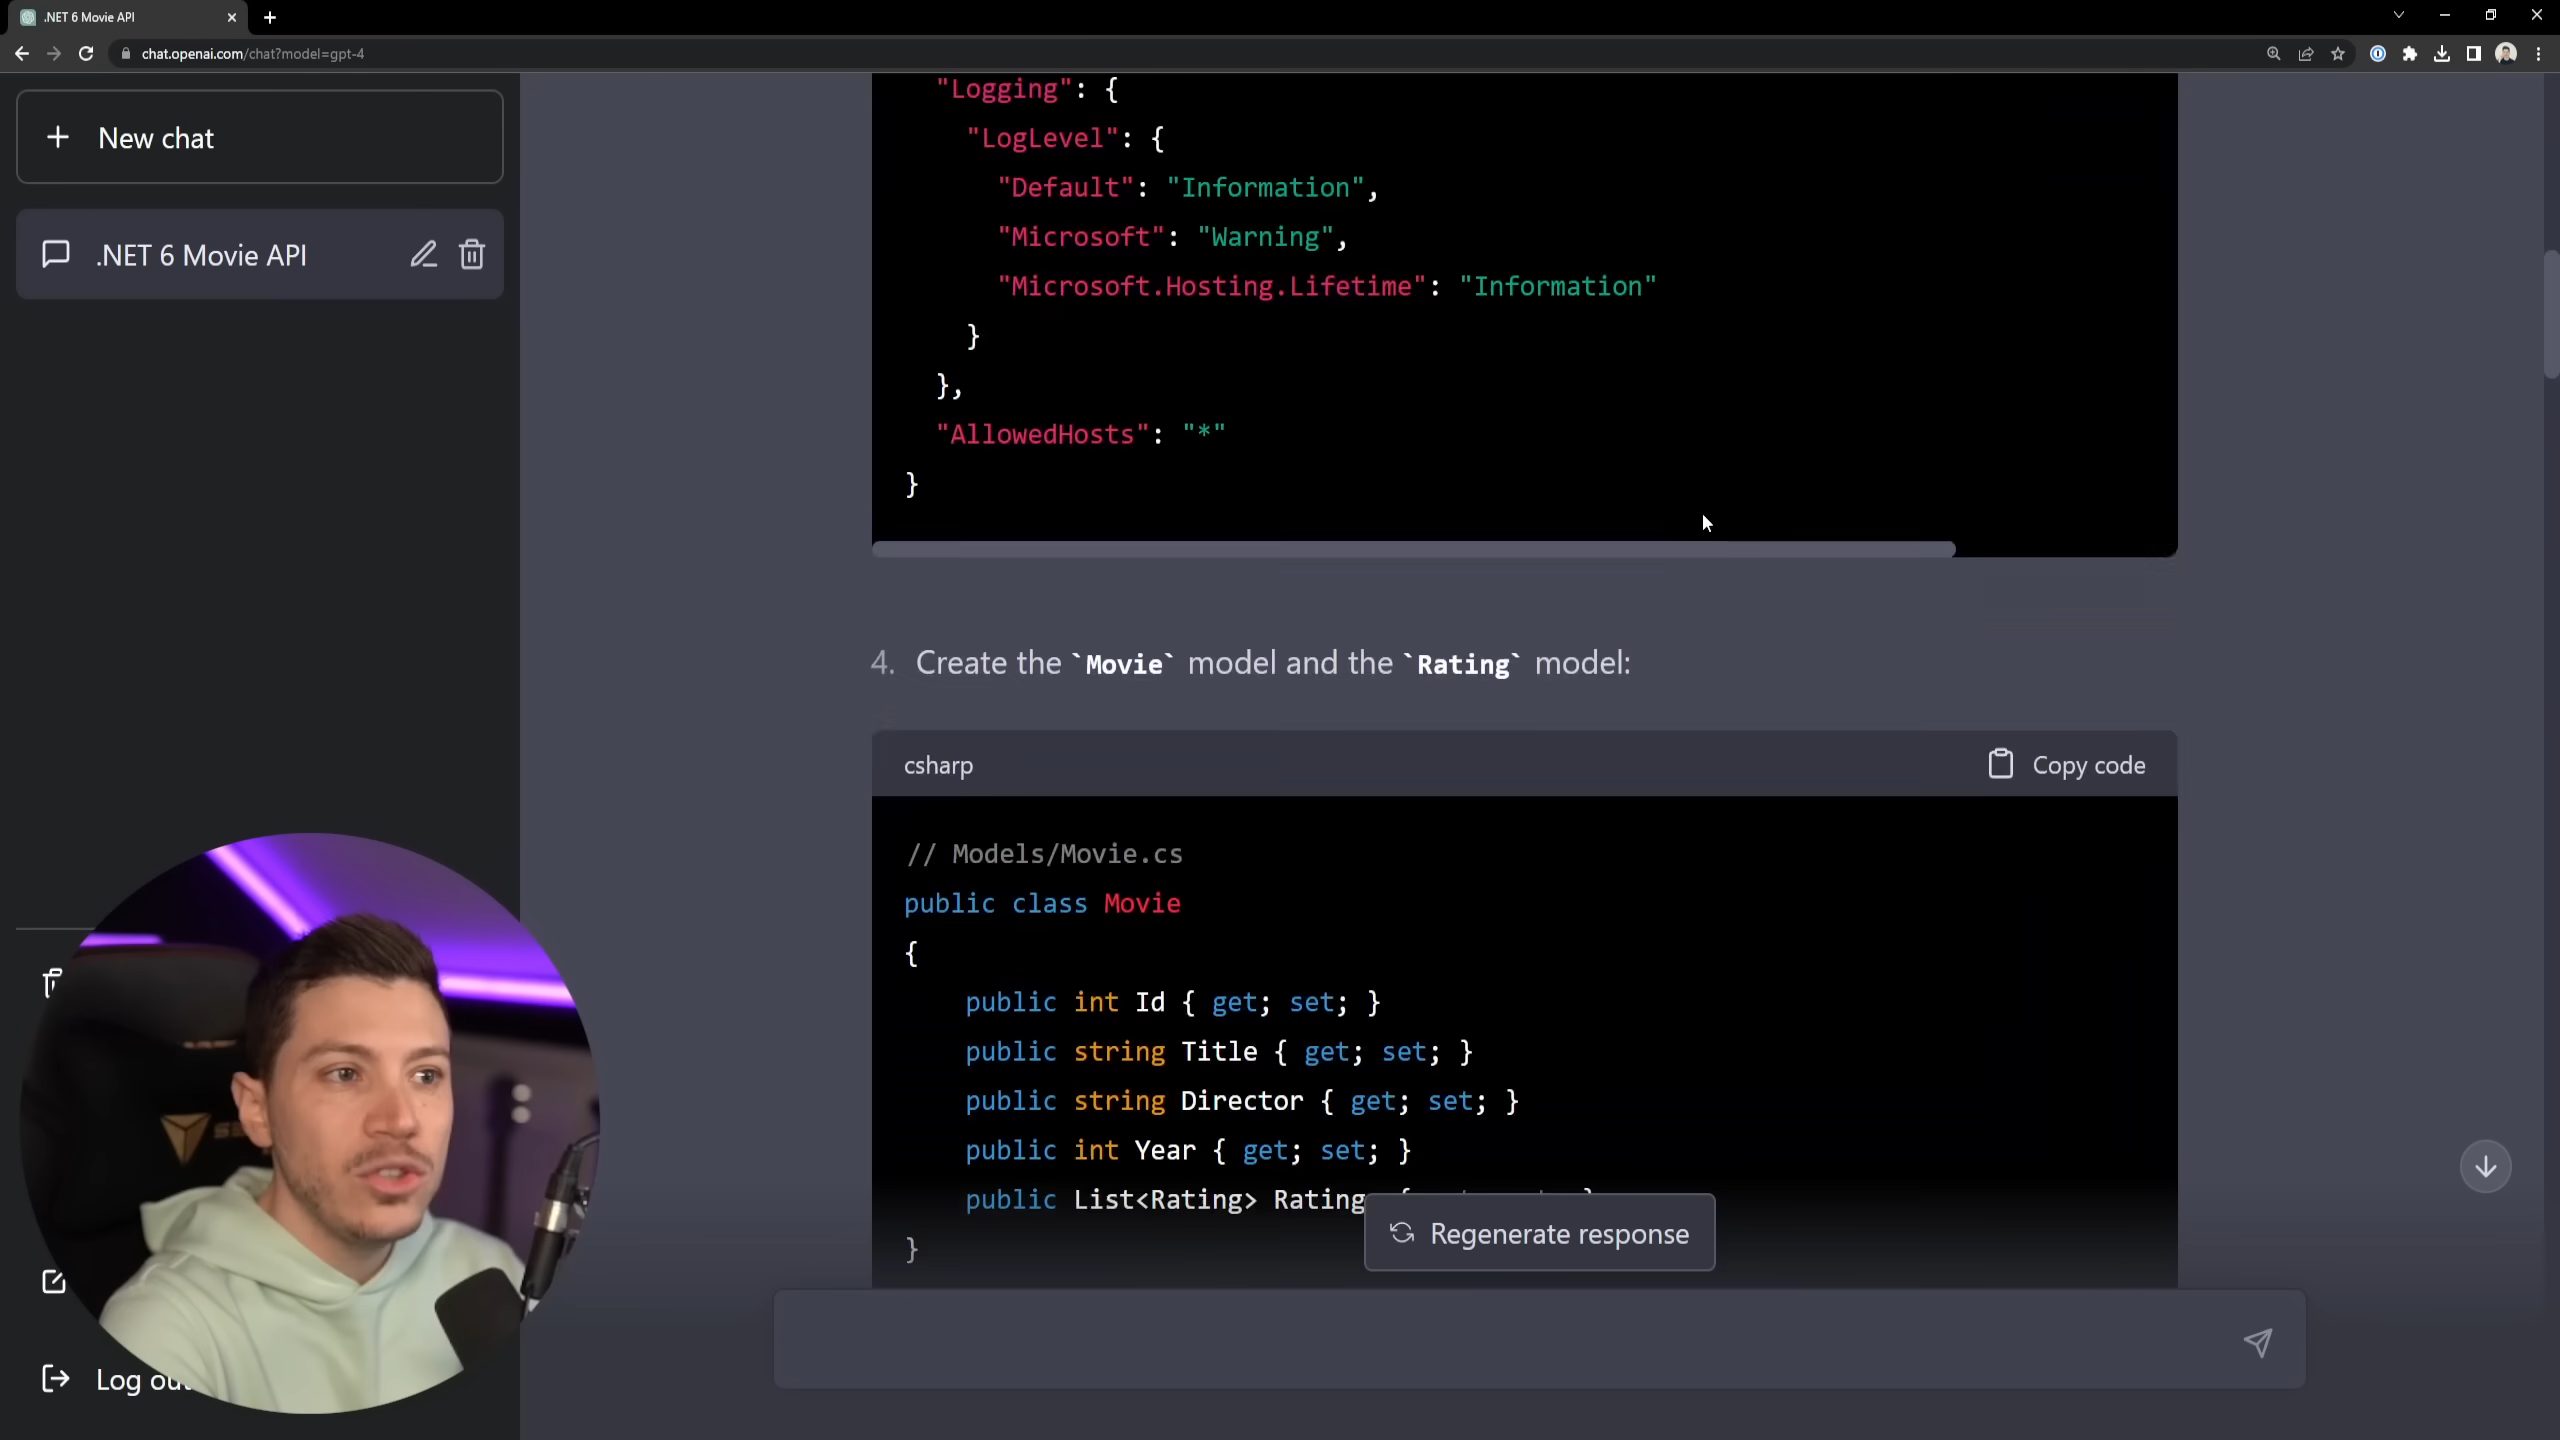 .NET 6 Movie API
chat.openai.com/chat?model=gpt-4
New chat
.NET 6 Movie API
Log out
"Logging": {
"LogLevel": {
"Default": "Information",
"Microsoft": "Warning",
"Microsoft.Hosting.Lifetime": "Information"
}
},
"AllowedHosts": "*"
}
4. Create the `Movie` model and the `Rating` model:
csharp
Copy code
// Models/Movie.cs
public class Movie
{
public int Id { get; set; }
public string Title { get; set; }
public string Director { get; set; }
public int Year { get; set; }
public List<Rating> Rating
}
Regenerate response